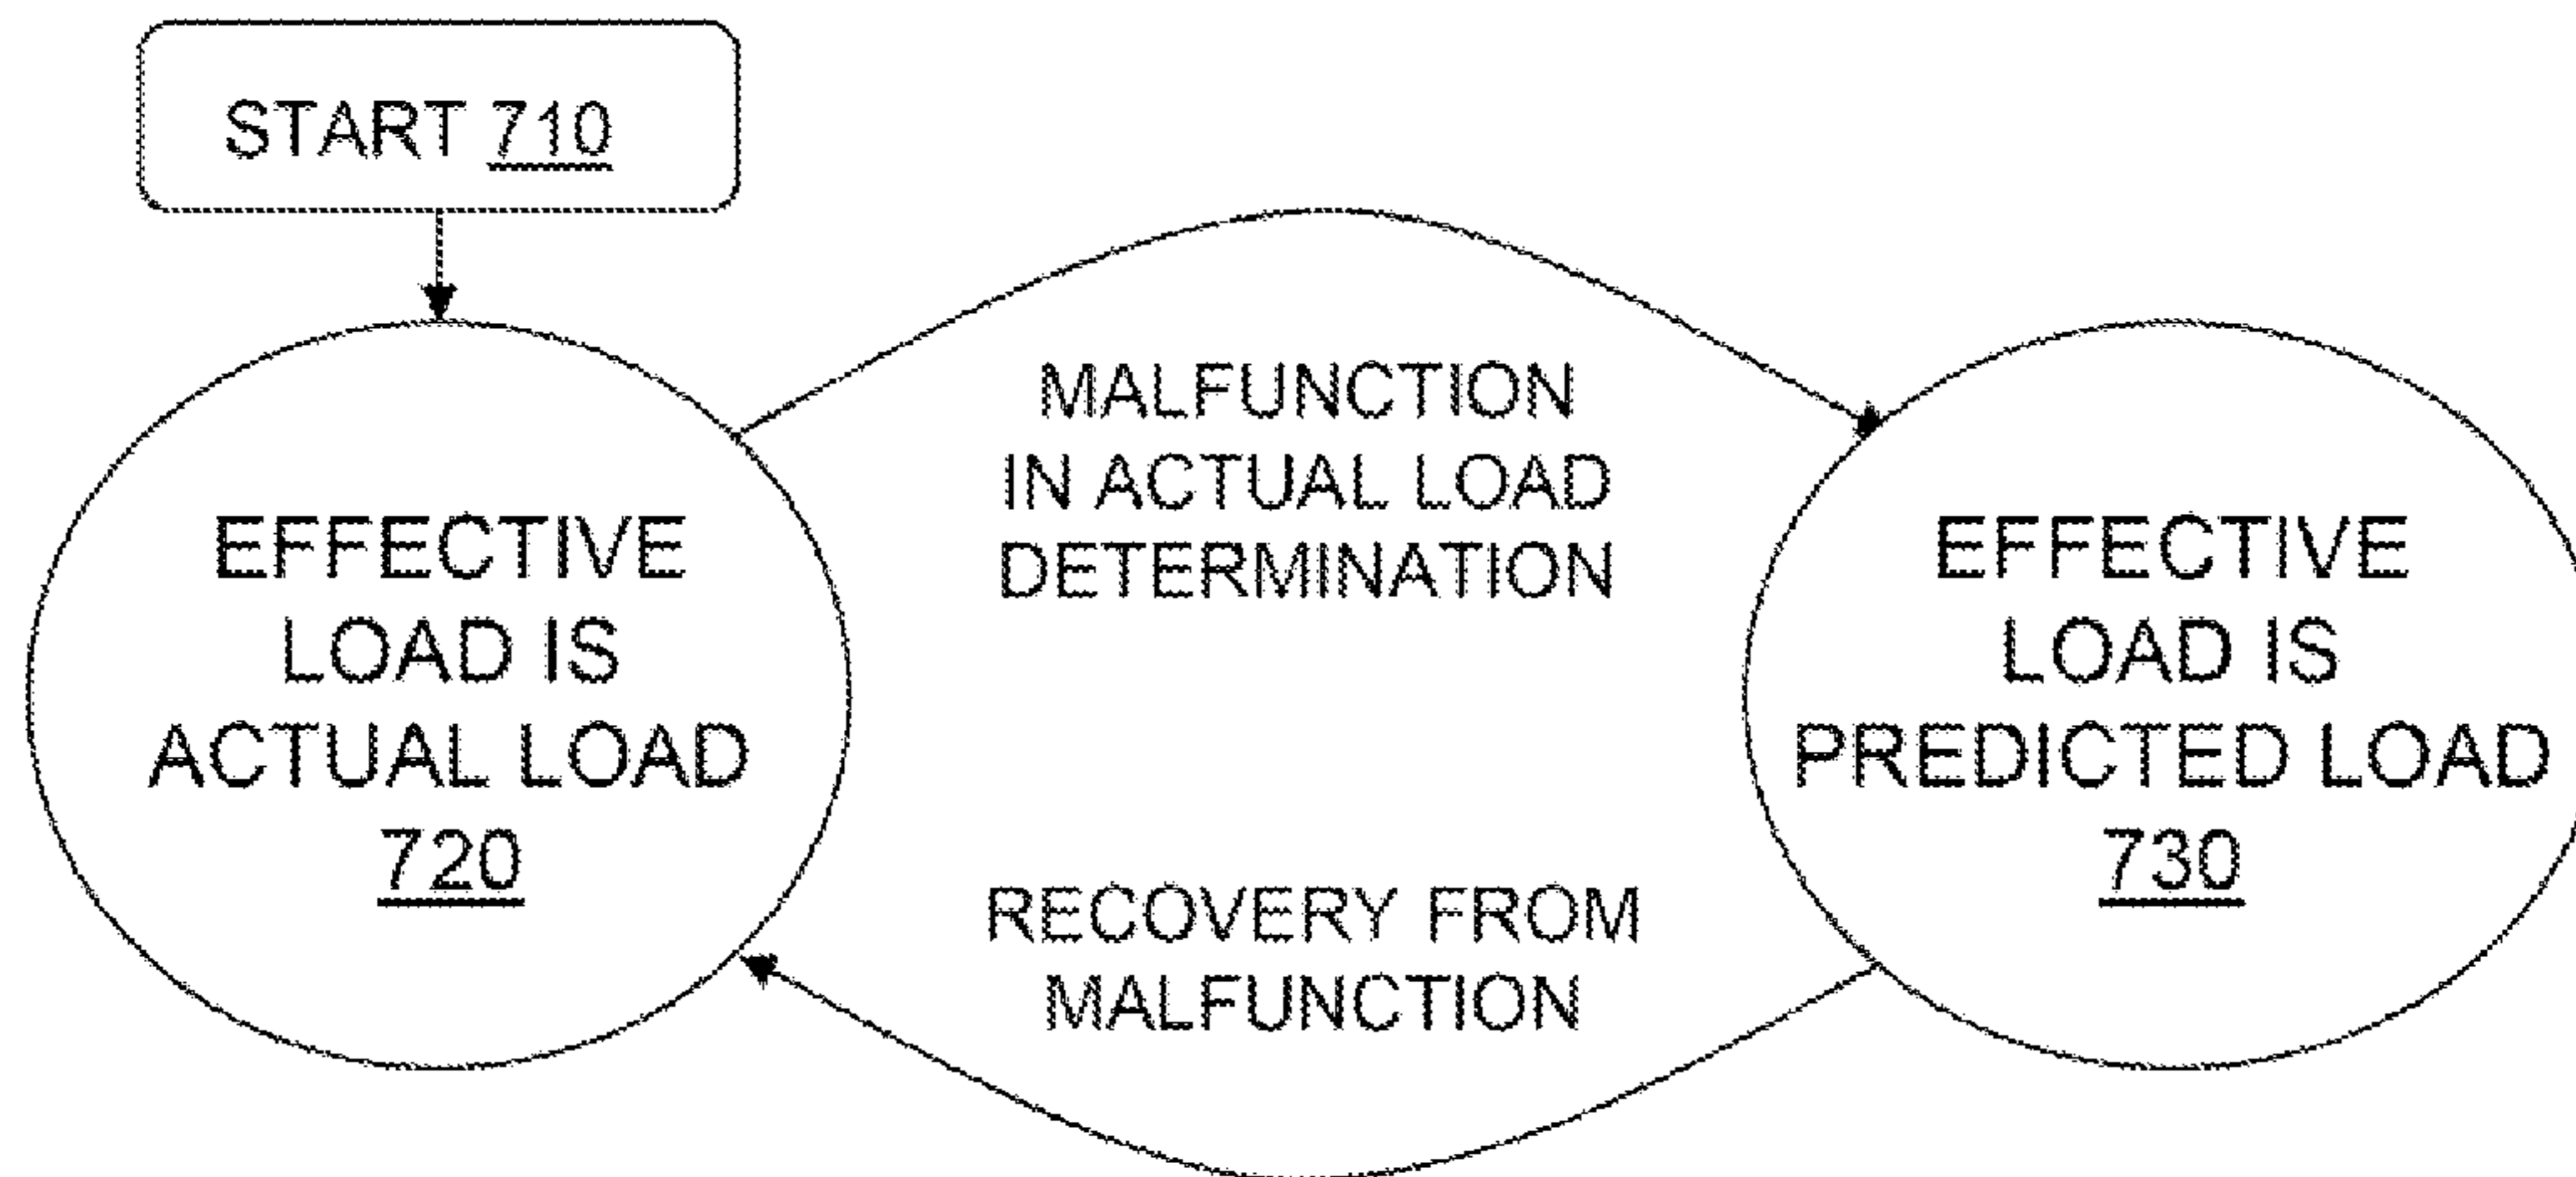 START 710
MALFUNCTION
IN ACTUAL LOAD
DETERMINATION
EFFECTIVE
LOAD IS
ACTUAL LOAD
720
EFFECTIVE
LOAD IS
PREDICTED LOAD
730
RECOVERY FROM
MALFUNCTION